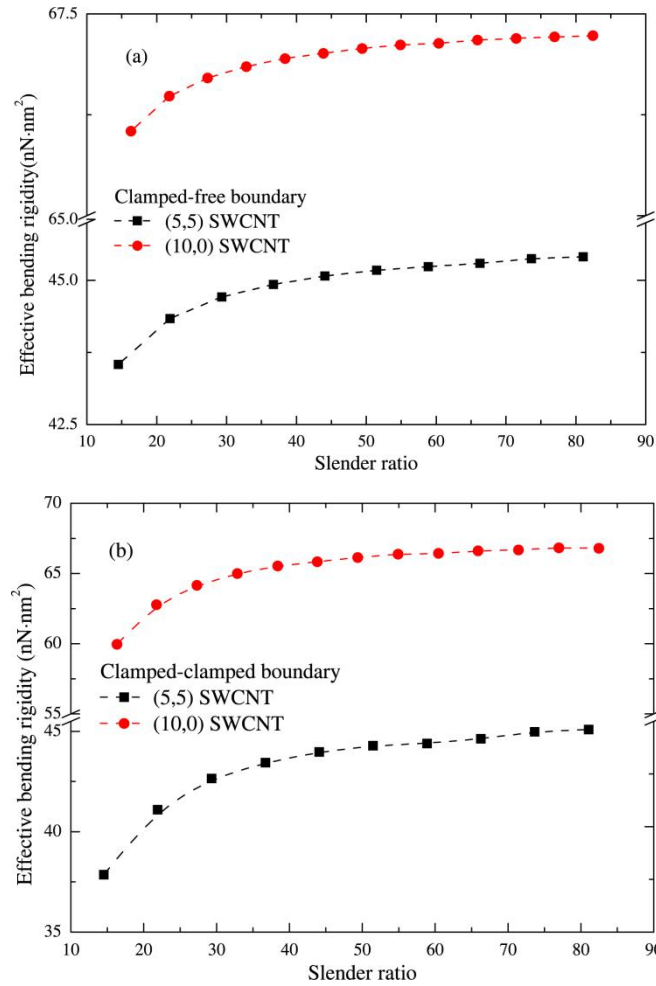 67.5
(a)
Effective bending rigidity(nN·nm²)
Clamped-free boundary
65.0
(5,5) SWCNT
(10,0) SWCNT
45.0
42.5
10 20 30 40 50 60 70 80 90
Slender ratio
70
(b)
65
Effective bending rigidity (nN·nm²)
60
Clamped-clamped boundary
(5,5) SWCNT
55
(10,0) SWCNT
45
40
35
10 20 30 40 50 60 70 80 90
Slender ratio